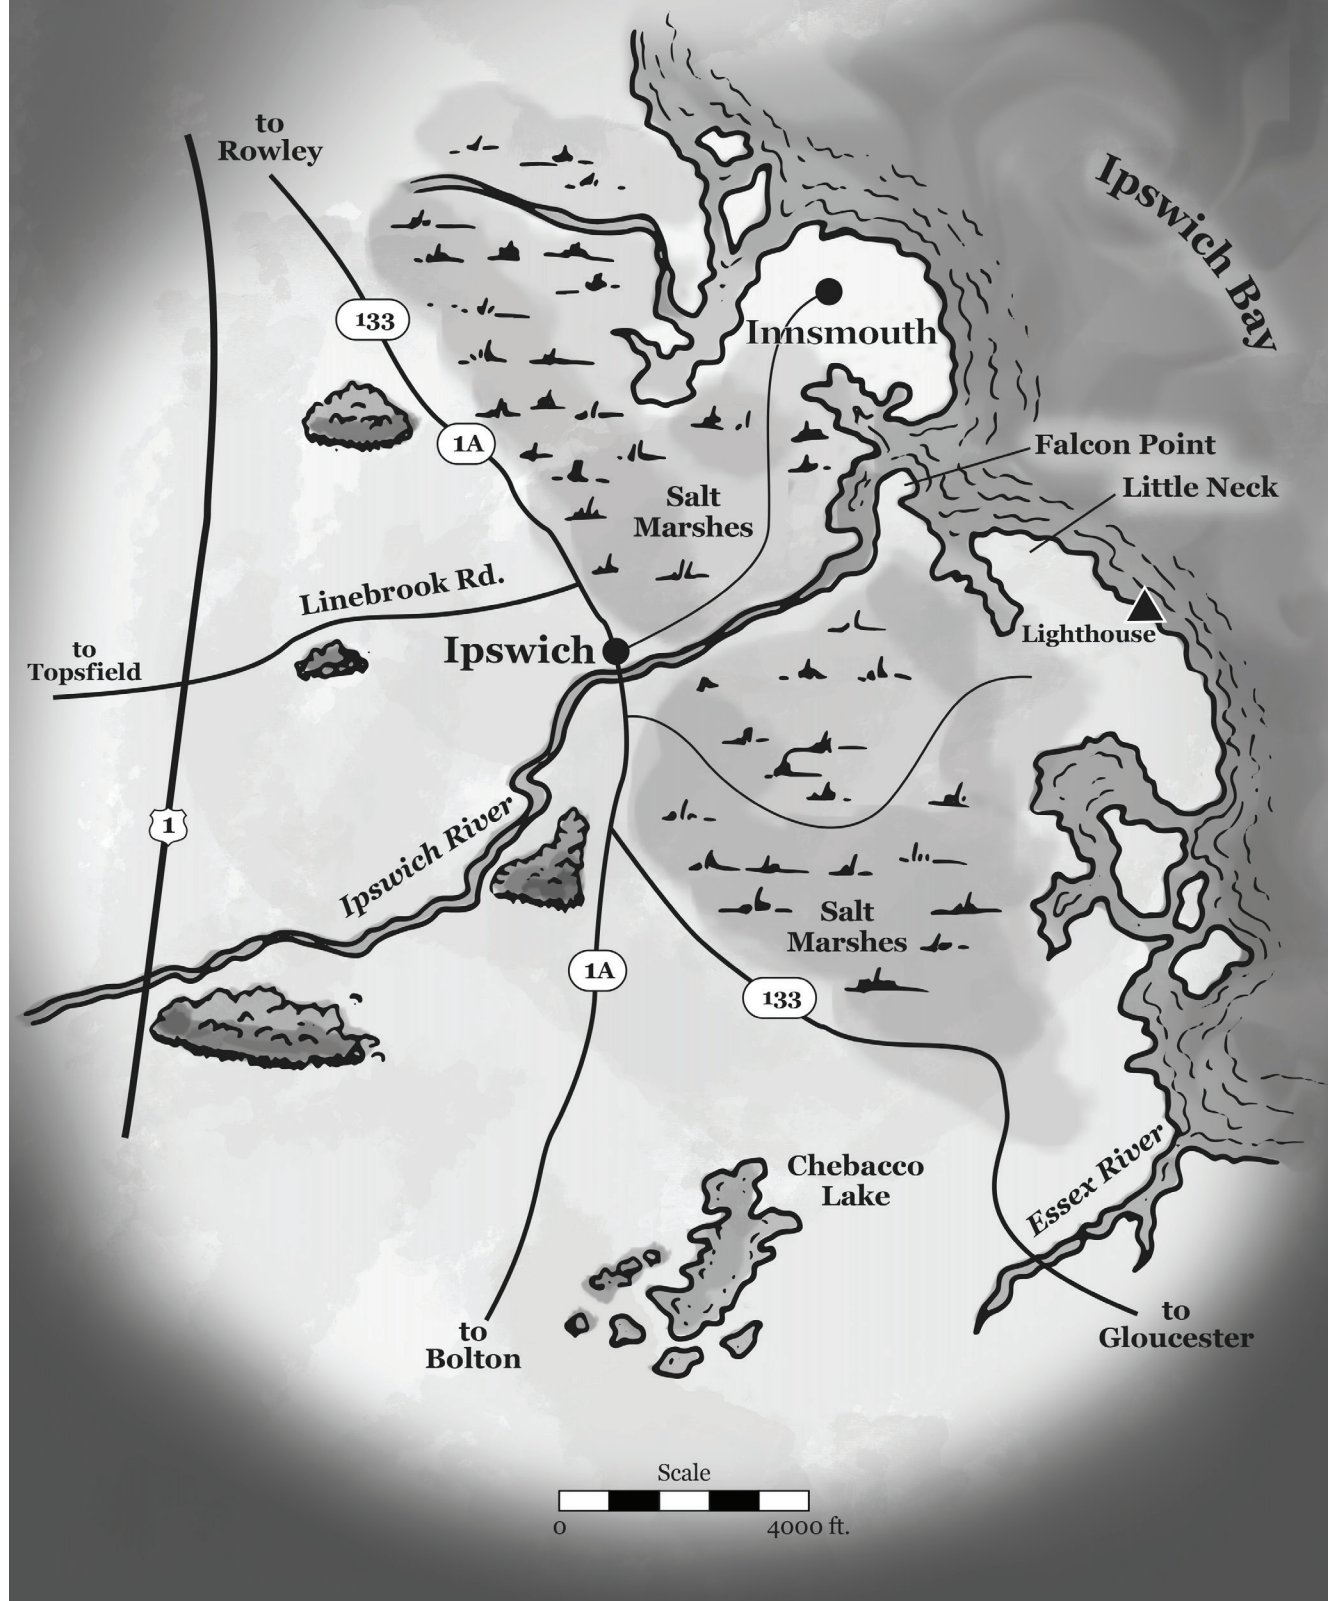 to
Rowley
Ipswich Bay
133
Innsmouth
1A
Falcon Point
Little Neck
Salt
Marshes
Linebrook Rd.
to
Topsfield
Ipswich
Lighthouse
1
Ipswich River
Salt
Marshes
1A
133
Essex River
Chebacco
Lake
to
Gloucester
to
Bolton
Scale
0
4000 ft.